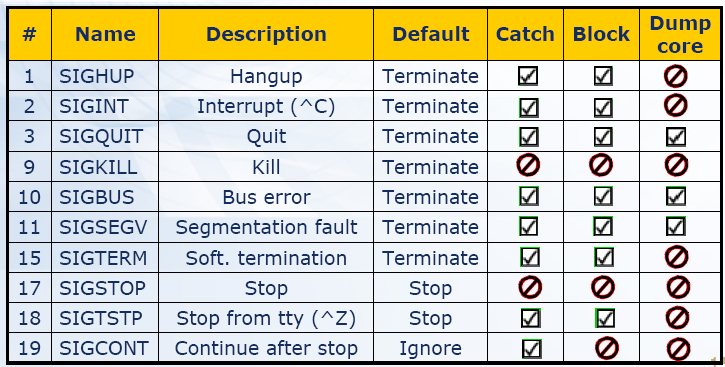 # Name Description Default Catch Block Dump core
1 SIGHUP Hangup Terminate
2 SIGINT Interrupt (^C) Terminate
3 SIGQUIT Quit Terminate
9 SIGKILL Kill Terminate
10 SIGBUS Bus error Terminate
11 SIGSEGV Segmentation fault Terminate
15 SIGTERM Soft. termination Terminate
17 SIGSTOP Stop Stop
18 SIGTSTP Stop from tty (^Z) Stop
19 SIGCONT Continue after stop Ignore